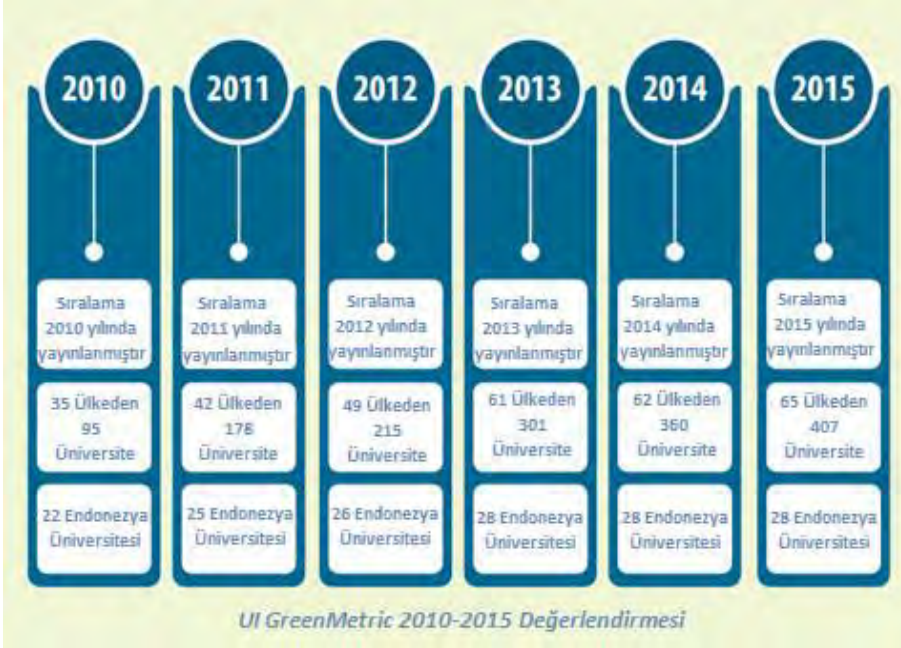 2010
Sıralama
2010 yılında
yayınlanmıştır
35 Ülkeden
95
Üniversite
22 Endonezya
Üniversitesi
2011
Sıralama
2011 yılında
yayınlanmıştır
42 Ülkeden
178
Üniversite
25 Endonezya
Üniversitesi
2012
Sıralama
2012 yılında
yayınlanmıştır
49 Ülkeden
215
Üniversite
26 Endonezya
Üniversitesi
2013
Sıralama
2013 yılında
yayınlanmıştır
61 Ülkeden
301
Üniversite
28 Endonezya
Üniversitesi
2014
Sıralama
2014 yılında
yayınlanmıştır
62 Ülkeden
360
Üniversite
28 Endonezya
Üniversitesi
2015
Sıralama
2015 yılında
yayınlanmıştır
65 Ülkeden
407
Üniversite
28 Endonezya
Üniversitesi
UI GreenMetric 2010-2015 Değerlendirmesi